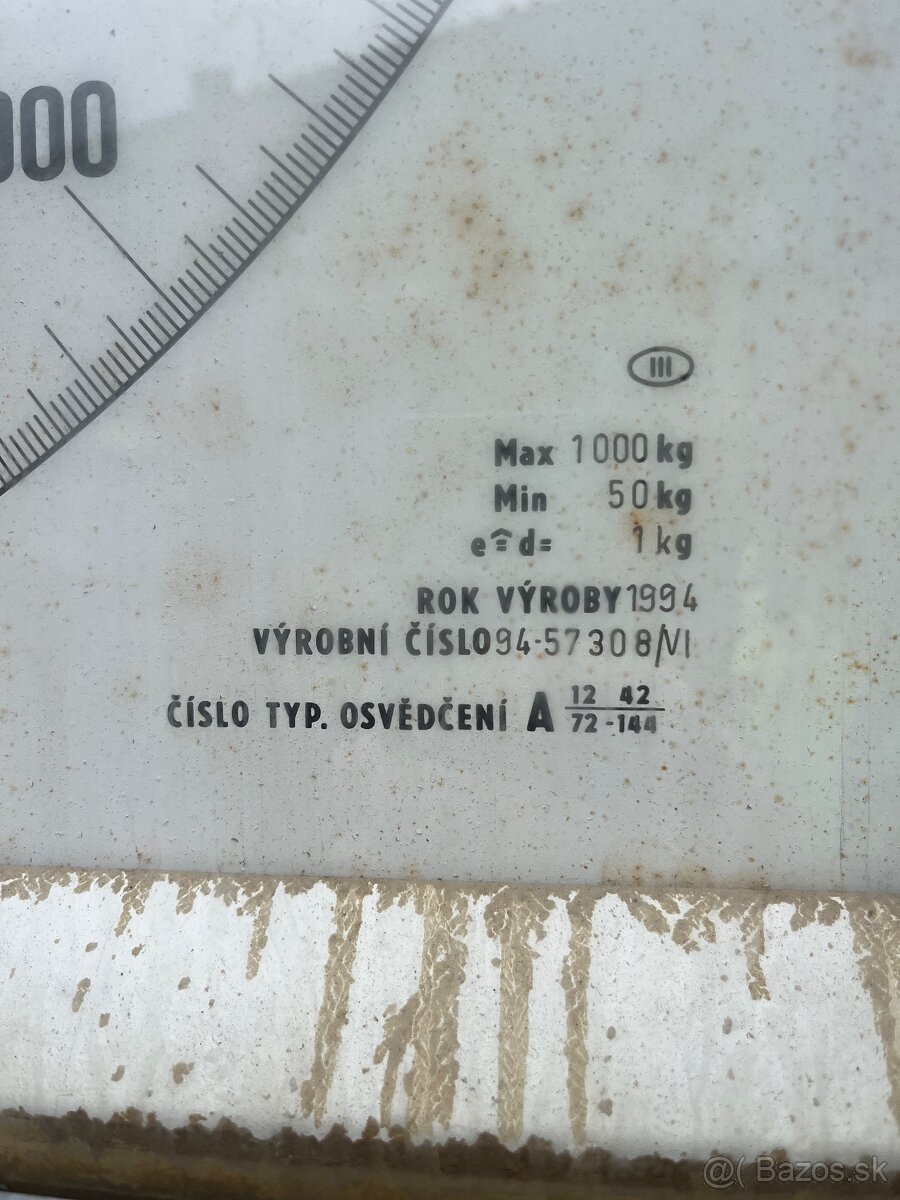 000
III
Max 1000 kg
Min 50 kg
e≙d= 1 kg
ROK VÝROBY 1994
VÝROBNÍ ČÍSLO 94-57308/VI
ČÍSLO TYP. OSVĚDČENÍ A 12 42
72 -144
@( Bazos.sk